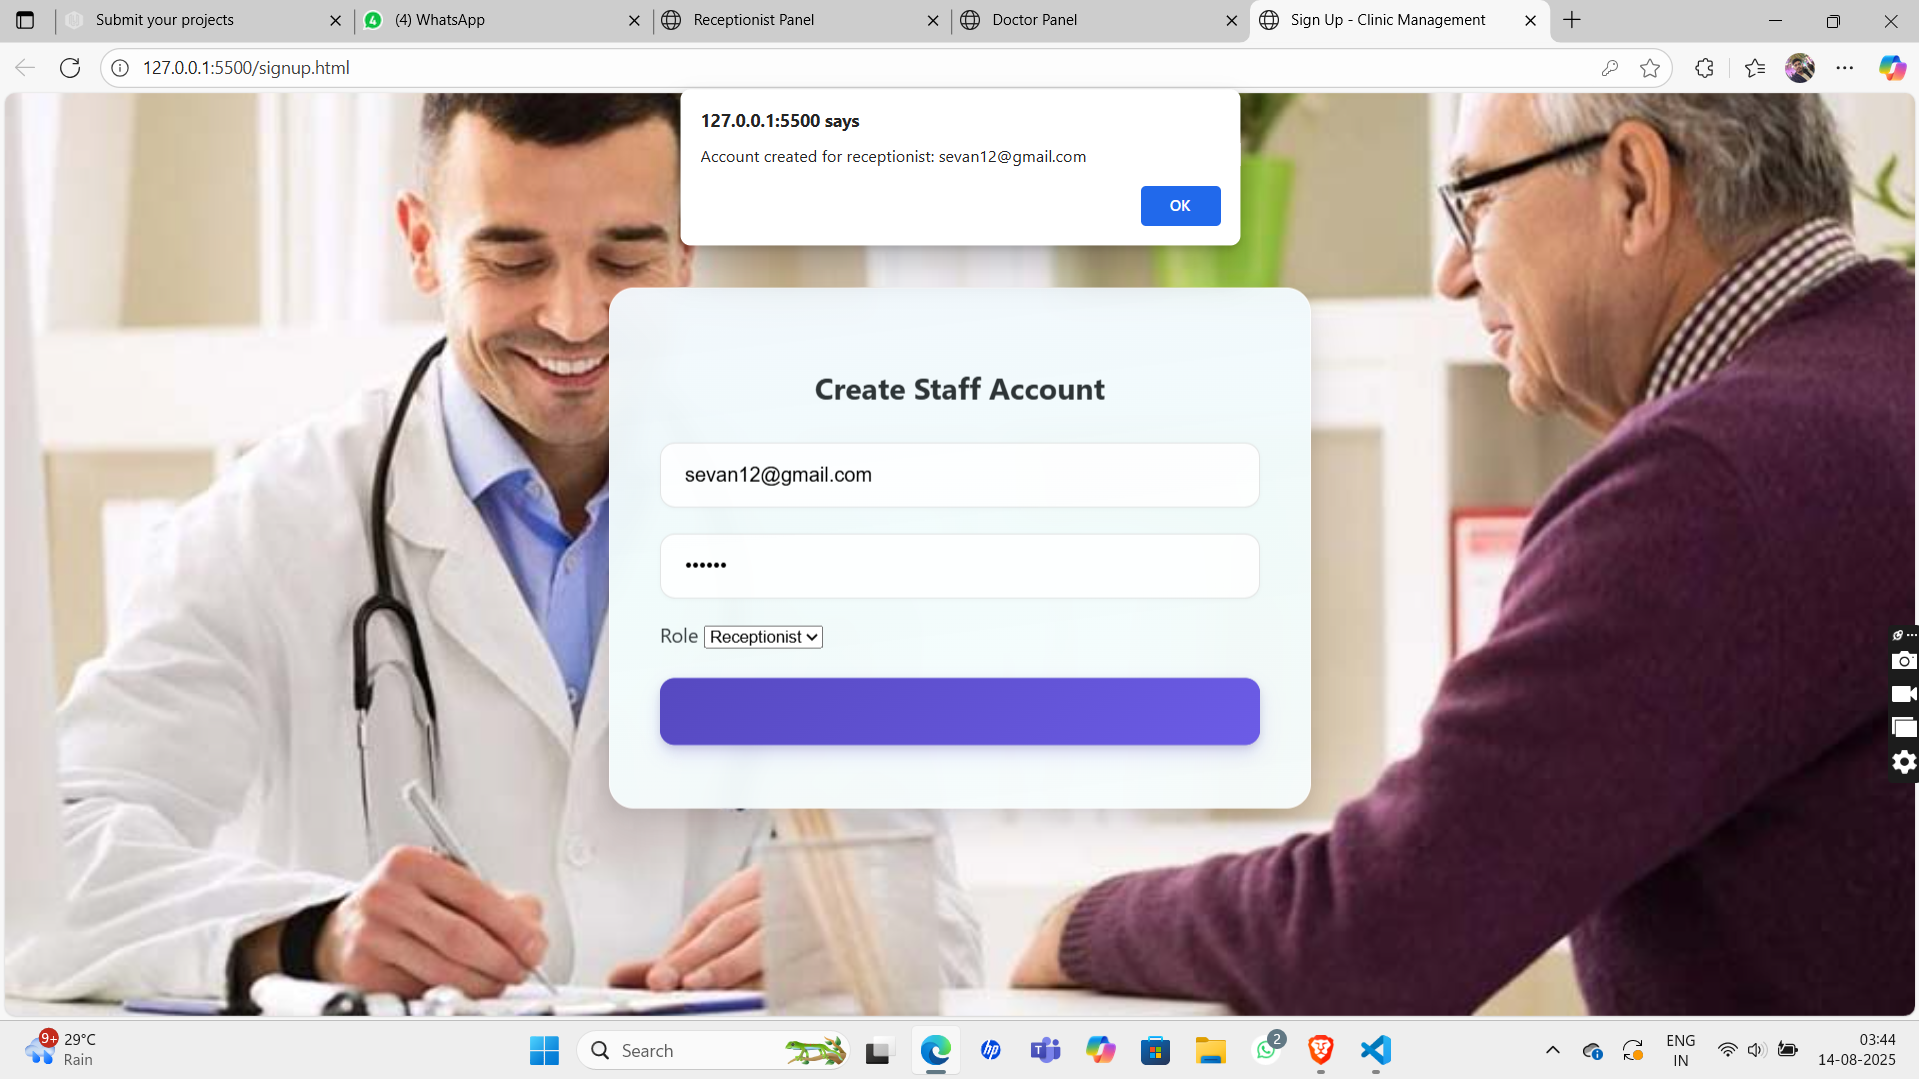 Submit your projects
(4) WhatsApp
Receptionist Panel
Doctor Panel
Sign Up - Clinic Management
127.0.0.1:5500/signup.html
127.0.0.1:5500 says
Account created for receptionist: sevan12@gmail.com
OK
Create Staff Account
sevan12@gmail.com
••••••
Role Receptionist
9+
29°C
Rain
Search
hp
2
ENG
IN
03:44
14-08-2025